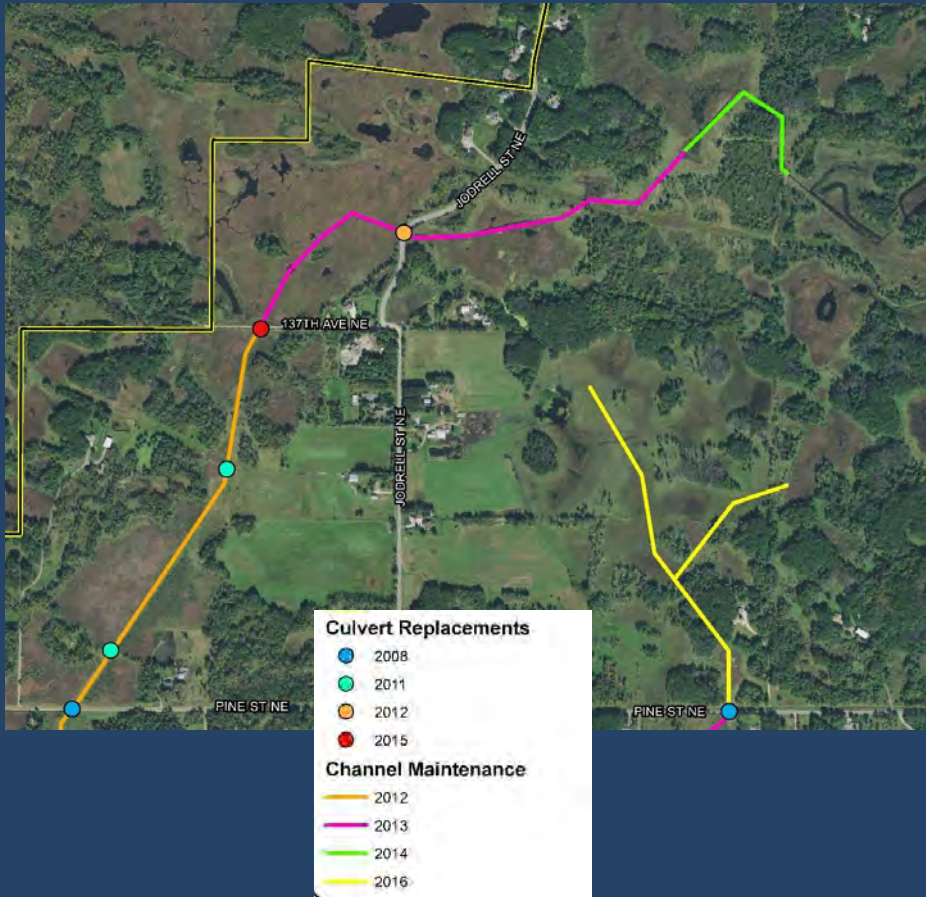 JODRELL ST NE
137TH AVE NE
JODRELL ST NE
PINE ST NE
PINE ST NE
Culvert Replacements
2008
2011
2012
2015
Channel Maintenance
2012
2013
2014
2016